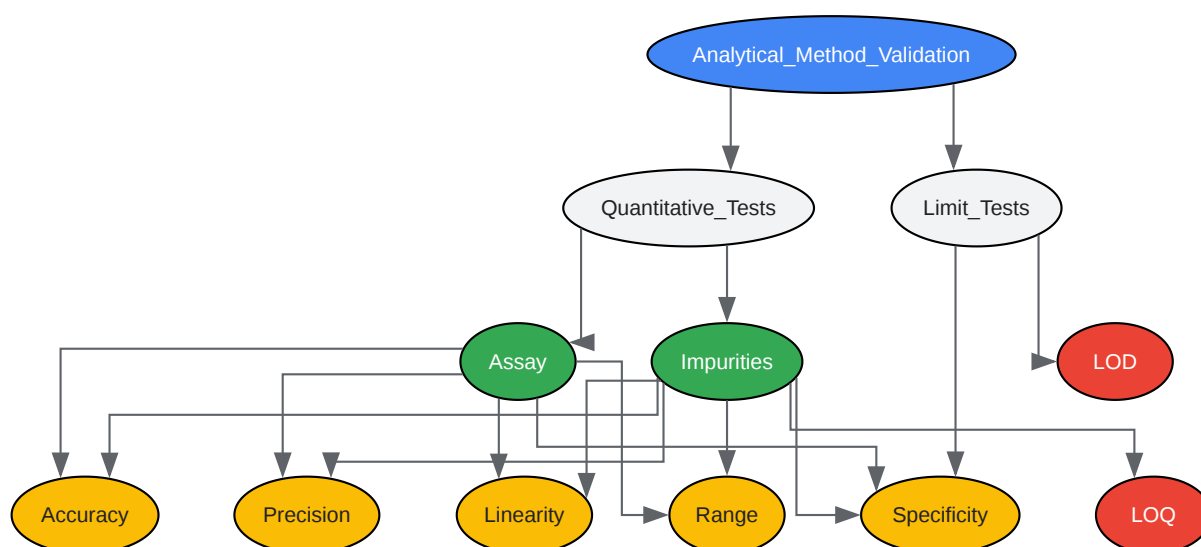 Analytical_Method_Validation
Quantitative_Tests
Limit_Tests
Assay
Impurities
LOD
Accuracy
Precision
Linearity
Range
Specificity
LOQ